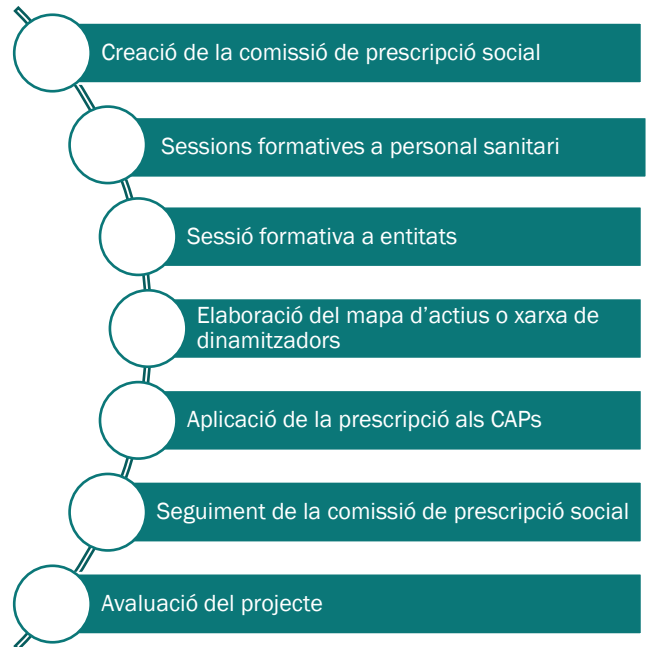 Creació de la comissió de prescripció social
Sessions formatives a personal sanitari
Sessió formativa a entitats
Elaboració del mapa d’actius o xarxa de
dinamitzadors
Aplicació de la prescripció als CAPs
Seguiment de la comissió de prescripció social
Avaluació del projecte